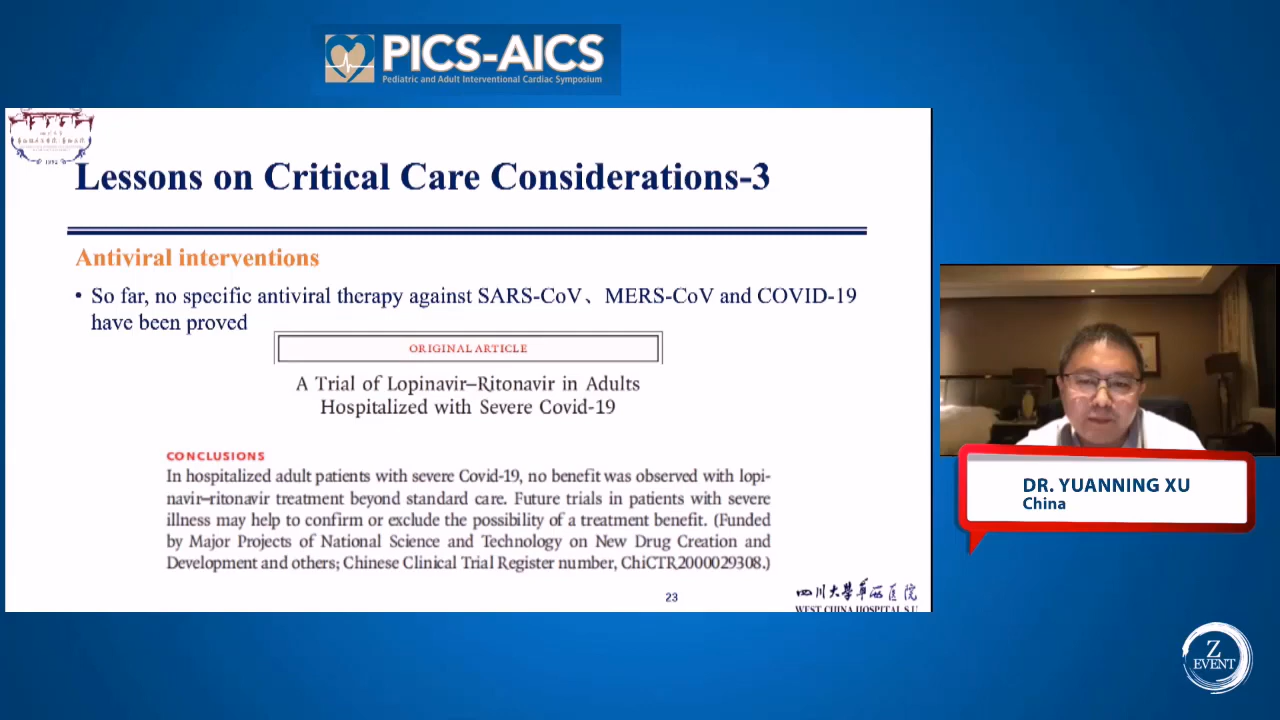 PICS-AICS
Pediatric and Adult Interventional Cardiac Symposium
1892
Lessons on Critical Care Considerations-3
Antiviral interventions
• So far, no specific antiviral therapy against SARS-CoV、MERS-CoV and COVID-19
have been proved
ORIGINAL ARTICLE
A Trial of Lopinavir–Ritonavir in Adults
Hospitalized with Severe Covid-19
CONCLUSIONS
In hospitalized adult patients with severe Covid-19, no benefit was observed with lopi-
navir–ritonavir treatment beyond standard care. Future trials in patients with severe
illness may help to confirm or exclude the possibility of a treatment benefit. (Funded
by Major Projects of National Science and Technology on New Drug Creation and
Development and others; Chinese Clinical Trial Register number, ChiCTR2000029308.)
23
四川大學華西医院
WEST CHINA HOSPITAL S.U
DR. YUANNING XU
China
Z
EVENT